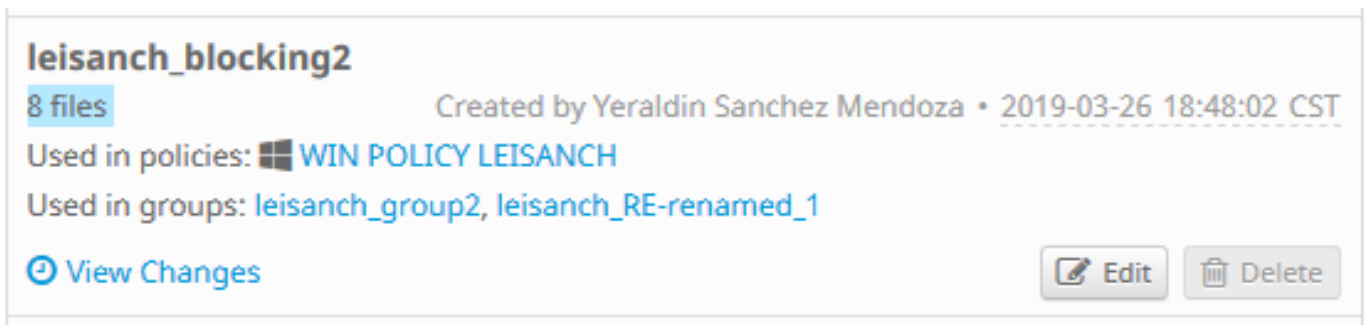 leisanch_blocking2
8 files Created by Yeraldin Sanchez Mendoza • 2019-03-26 18:48:02 CST
Used in policies: WIN POLICY LEISANCH
Used in groups: leisanch_group2, leisanch_RE-renamed_1
View Changes Edit Delete